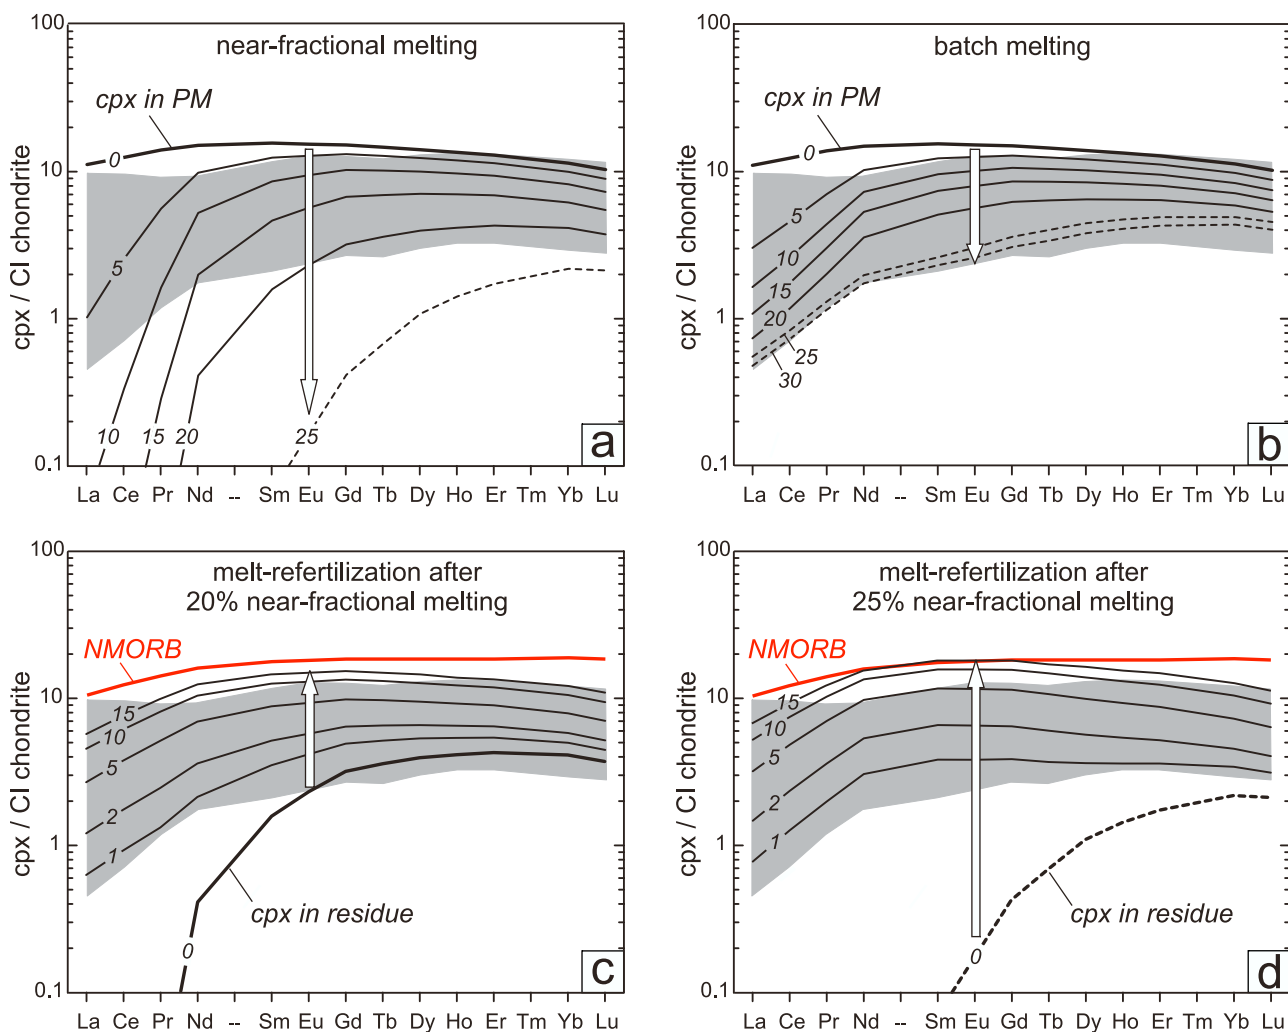 100
10
1
0.1
cpx / CI chondrite
near-fractional melting
cpx in PM
0
5
10
15
20
25
a
La Ce Pr Nd -- Sm Eu Gd Tb Dy Ho Er Tm Yb Lu
100
10
1
0.1
cpx / CI chondrite
batch melting
cpx in PM
0
5
10
15
20
25
30
b
La Ce Pr Nd -- Sm Eu Gd Tb Dy Ho Er Tm Yb Lu
100
10
1
0.1
cpx / CI chondrite
melt-refertilization after
20% near-fractional melting
NMORB
15
10
5
2
1
cpx in residue
0
c
La Ce Pr Nd -- Sm Eu Gd Tb Dy Ho Er Tm Yb Lu
100
10
1
0.1
cpx / CI chondrite
melt-refertilization after
25% near-fractional melting
NMORB
15
10
5
2
1
cpx in residue
0
d
La Ce Pr Nd -- Sm Eu Gd Tb Dy Ho Er Tm Yb Lu